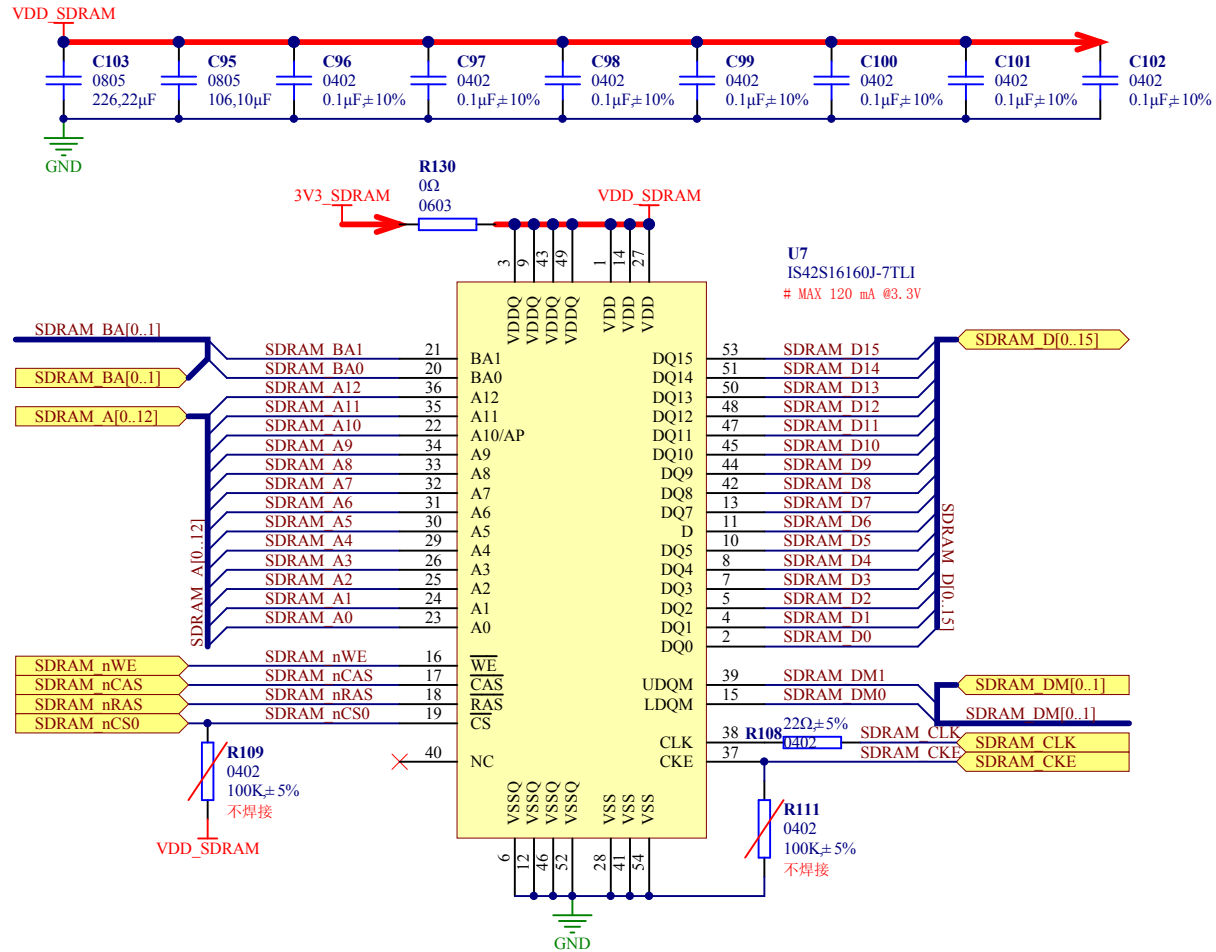 VDD_SDRAM
C103
0805
226,22μF
C95
0805
106,10μF
C96
0402
0.1μF,±10%
C97
0402
0.1μF,±10%
C98
0402
0.1μF,±10%
C99
0402
0.1μF,±10%
C100
0402
0.1μF,±10%
C101
0402
0.1μF,±10%
C102
0402
0.1μF,±10%
GND
R130
0Ω
0603
3V3_SDRAM
VDD_SDRAM
U7
IS42S16160J-7TLI
# MAX 120 mA @3.3V
3 9 43 49 1 14 27
VDDQ VDDQ VDDQ VDDQ VDD VDD VDD
SDRAM_BA[0..1]
SDRAM_BA[0..1]
SDRAM_A[0..12]
SDRAM_A[0..12]
SDRAM_BA1 21 BA1
SDRAM_BA0 20 BA0
SDRAM_A12 36 A12
SDRAM_A11 35 A11
SDRAM_A10 22 A10/AP
SDRAM_A9 34 A9
SDRAM_A8 33 A8
SDRAM_A7 32 A7
SDRAM_A6 31 A6
SDRAM_A5 30 A5
SDRAM_A4 29 A4
SDRAM_A3 26 A3
SDRAM_A2 25 A2
SDRAM_A1 24 A1
SDRAM_A0 23 A0
SDRAM_nWE SDRAM_nWE 16 WE
SDRAM_nCAS SDRAM_nCAS 17 CAS
SDRAM_nRAS SDRAM_nRAS 18 RAS
SDRAM_nCS0 SDRAM_nCS0 19 CS
40 NC
R109
0402
100K,±5%
不焊接
VDD_SDRAM
DQ15 53 SDRAM_D15
DQ14 51 SDRAM_D14
DQ13 50 SDRAM_D13
DQ12 48 SDRAM_D12
DQ11 47 SDRAM_D11
DQ10 45 SDRAM_D10
DQ9 44 SDRAM_D9
DQ8 42 SDRAM_D8
DQ7 13 SDRAM_D7
D 11 SDRAM_D6
DQ5 10 SDRAM_D5
DQ4 8 SDRAM_D4
DQ3 7 SDRAM_D3
DQ2 5 SDRAM_D2
DQ1 4 SDRAM_D1
DQ0 2 SDRAM_D0
SDRAM_D[0..15]
SDRAM_D[0..15]
UDQM 39 SDRAM_DM1
LDQM 15 SDRAM_DM0
SDRAM_DM[0..1]
SDRAM_DM[0..1]
R108 22Ω,±5%
0402
CLK 38 SDRAM_CLK SDRAM_CLK
CKE 37 SDRAM_CKE SDRAM_CKE
R111
0402
100K,±5%
不焊接
VSSQ VSSQ VSSQ VSSQ VSS VSS VSS
6 12 46 52 28 41 54
GND